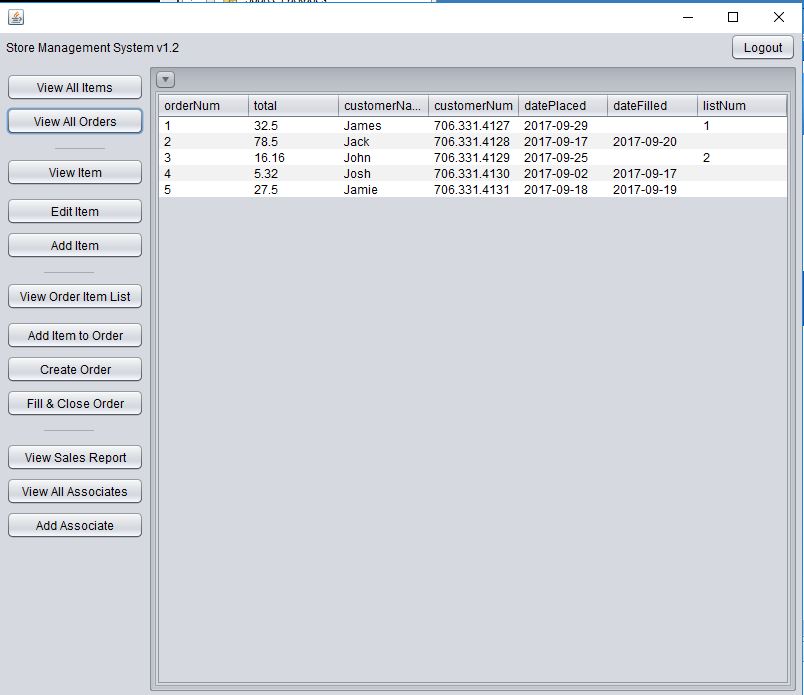 Store Management System v1.2
Logout
View All Items
View All Orders
View Item
Edit Item
Add Item
View Order Item List
Add Item to Order
Create Order
Fill & Close Order
View Sales Report
View All Associates
Add Associate
orderNum total customerNa... customerNum datePlaced dateFilled listNum
1 32.5 James 706.331.4127 2017-09-29 1
2 78.5 Jack 706.331.4128 2017-09-17 2017-09-20
3 16.16 John 706.331.4129 2017-09-25 2
4 5.32 Josh 706.331.4130 2017-09-02 2017-09-17
5 27.5 Jamie 706.331.4131 2017-09-18 2017-09-19